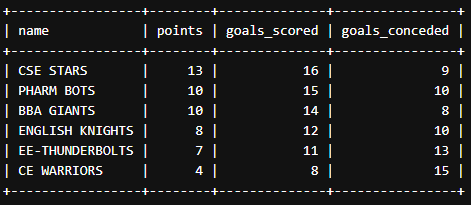 +-----------------+--------+--------------+----------------+
| name            | points | goals_scored | goals_conceded |
+-----------------+--------+--------------+----------------+
| CSE STARS       |     13 |           16 |              9 |
| PHARM BOTS      |     10 |           15 |             10 |
| BBA GIANTS      |     10 |           14 |              8 |
| ENGLISH KNIGHTS |      8 |           12 |             10 |
| EE-THUNDERBOLTS |      7 |           11 |             13 |
| CE WARRIORS     |      4 |            8 |             15 |
+-----------------+--------+--------------+----------------+